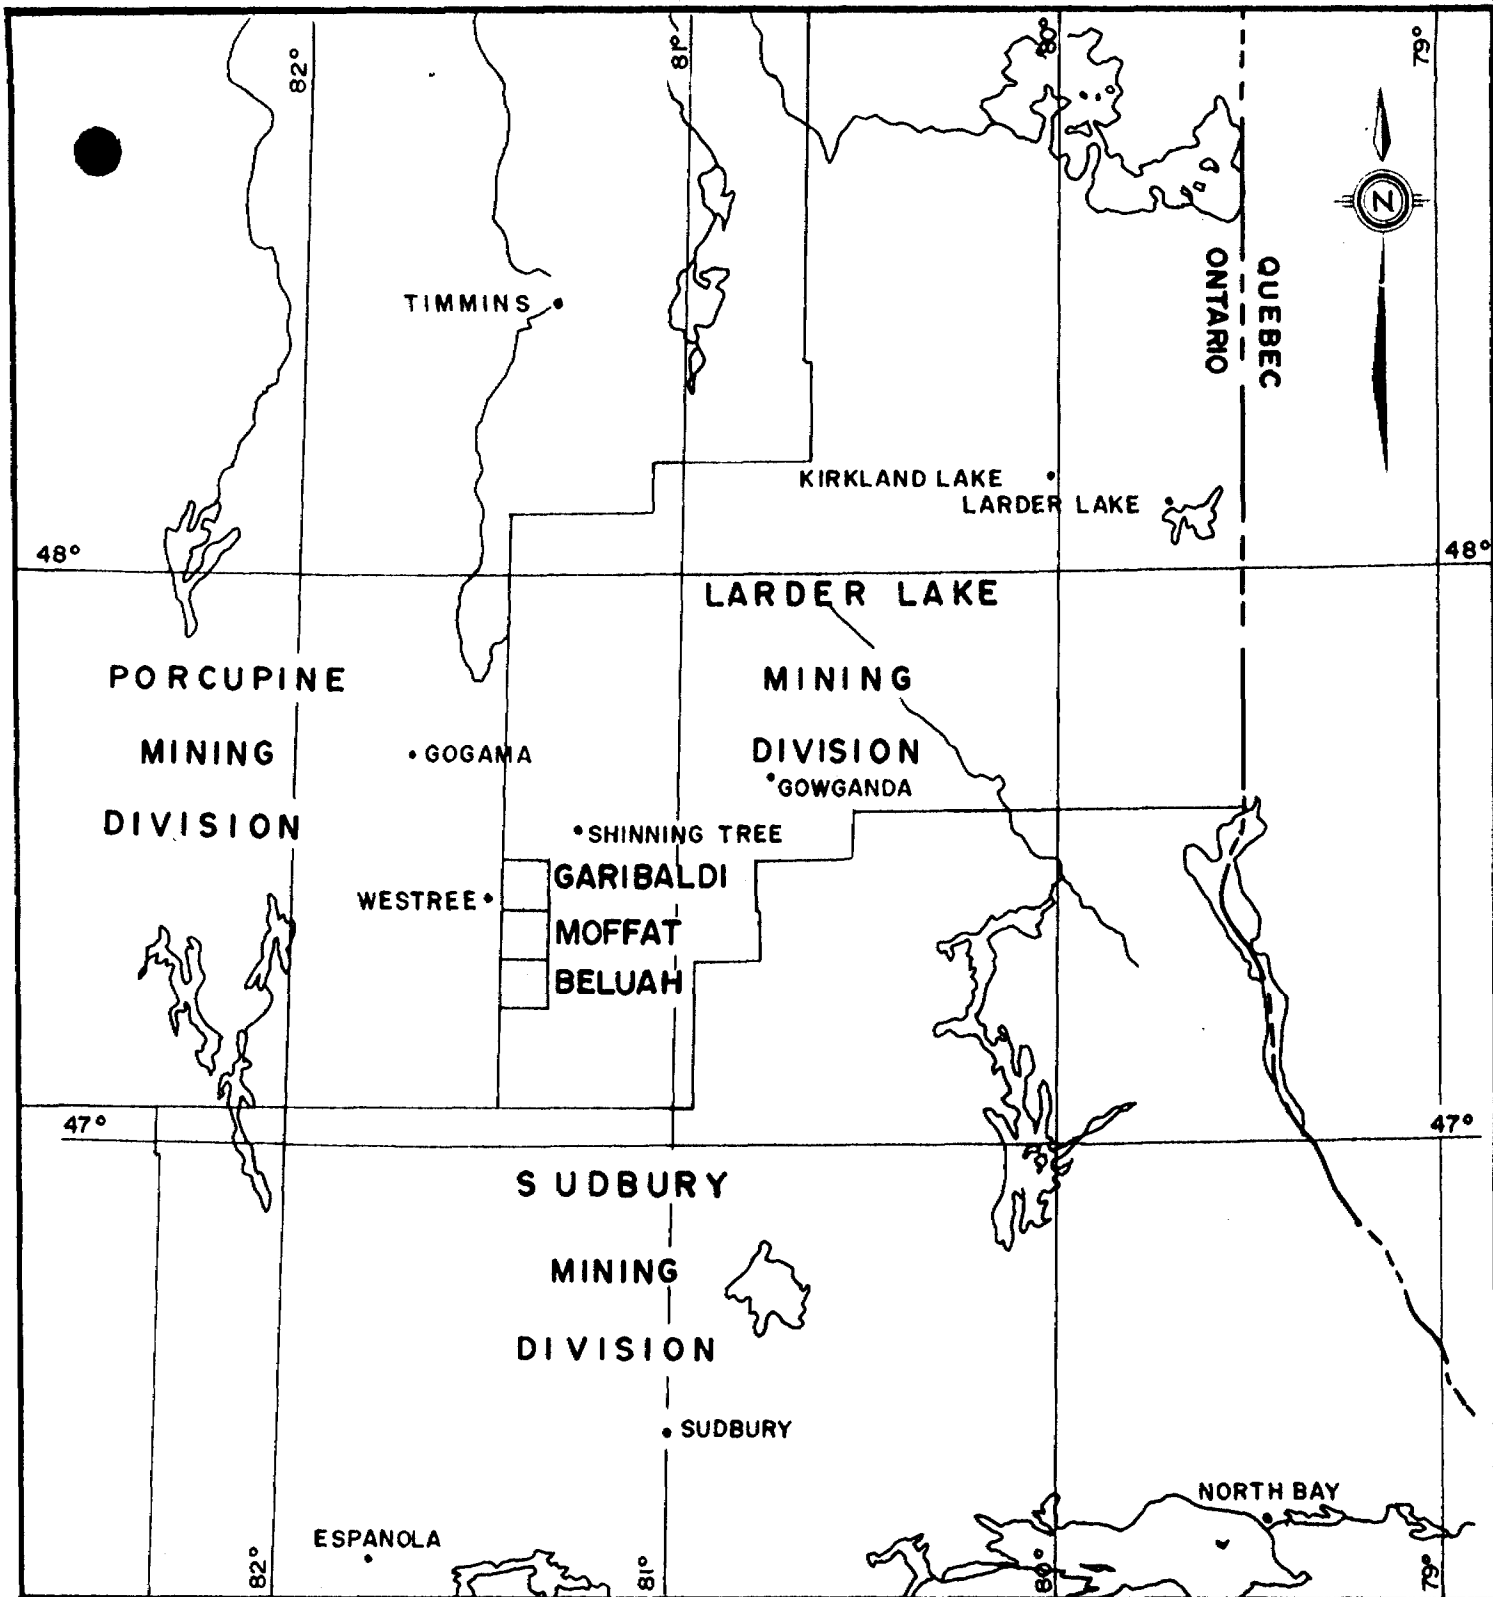 82°
81°
80°
79°
N
QUEBEC
ONTARIO
TIMMINS
KIRKLAND LAKE
LARDER LAKE
48°
48°
LARDER LAKE
MINING
DIVISION
PORCUPINE
MINING
DIVISION
GOGAMA
GOWGANDA
SHINNING TREE
GARIBALDI
WESTREE
MOFFAT
BELUAH
47°
47°
SUDBURY
MINING
DIVISION
SUDBURY
NORTH BAY
ESPANOLA
82°
81°
80°
79°